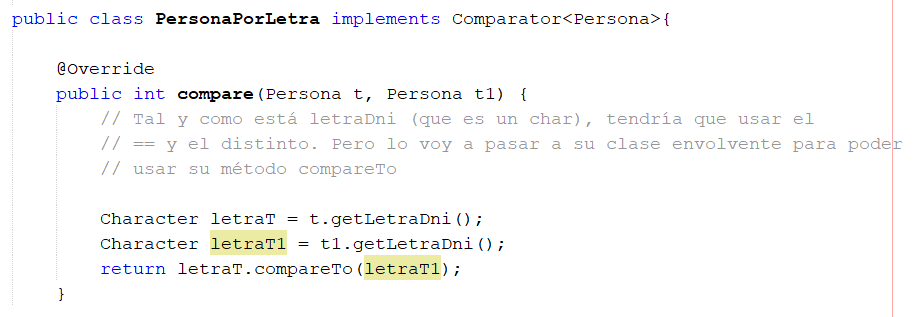 public class PersonaPorLetra implements Comparator<Persona>{
@Override
public int compare(Persona t, Persona t1) {
// Tal y como está letraDni (que es un char), tendría que usar el
// == y el distinto. Pero lo voy a pasar a su clase envolvente para poder
// usar su método compareTo
Character letraT = t.getLetraDni();
Character letraT1 = t1.getLetraDni();
return letraT.compareTo(letraT1);
}